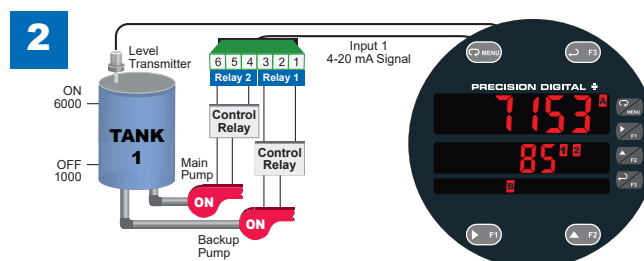 2
Level
Transmitter
6 5 4 3 2 1
Relay 2 Relay 1
Input 1
4-20 mA Signal
ON
6000
OFF
1000
TANK
1
Control
Relay
Control
Relay
Main
Pump
ON
ON
Backup
Pump
MENU
F3
PRECISION DIGITAL
7153 A
85 1 2
B
MENU
F1
F2
F3
F1
F2